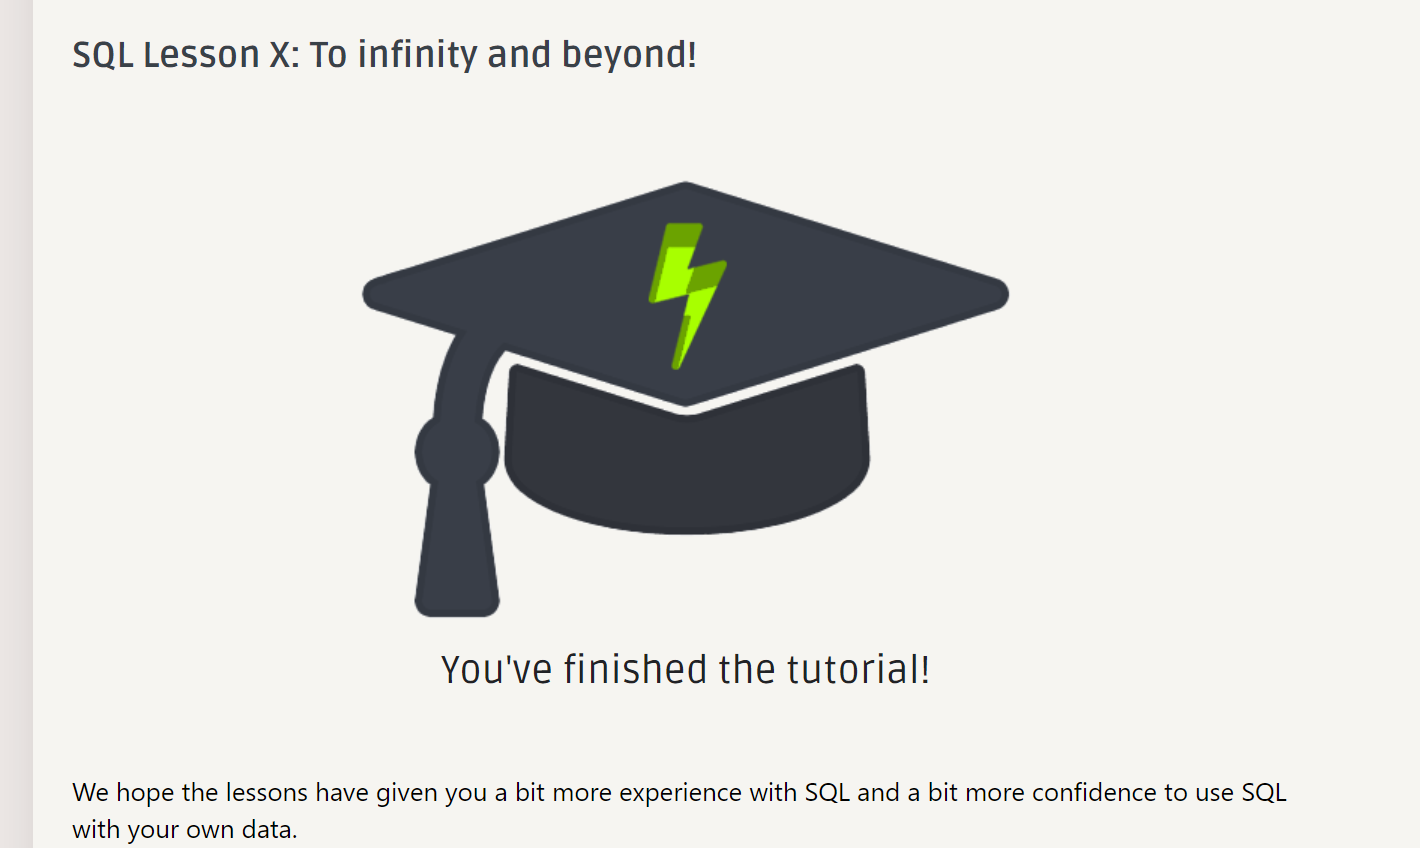 SQL Lesson X: To infinity and beyond!
You've finished the tutorial!
We hope the lessons have given you a bit more experience with SQL and a bit more confidence to use SQL
with your own data.